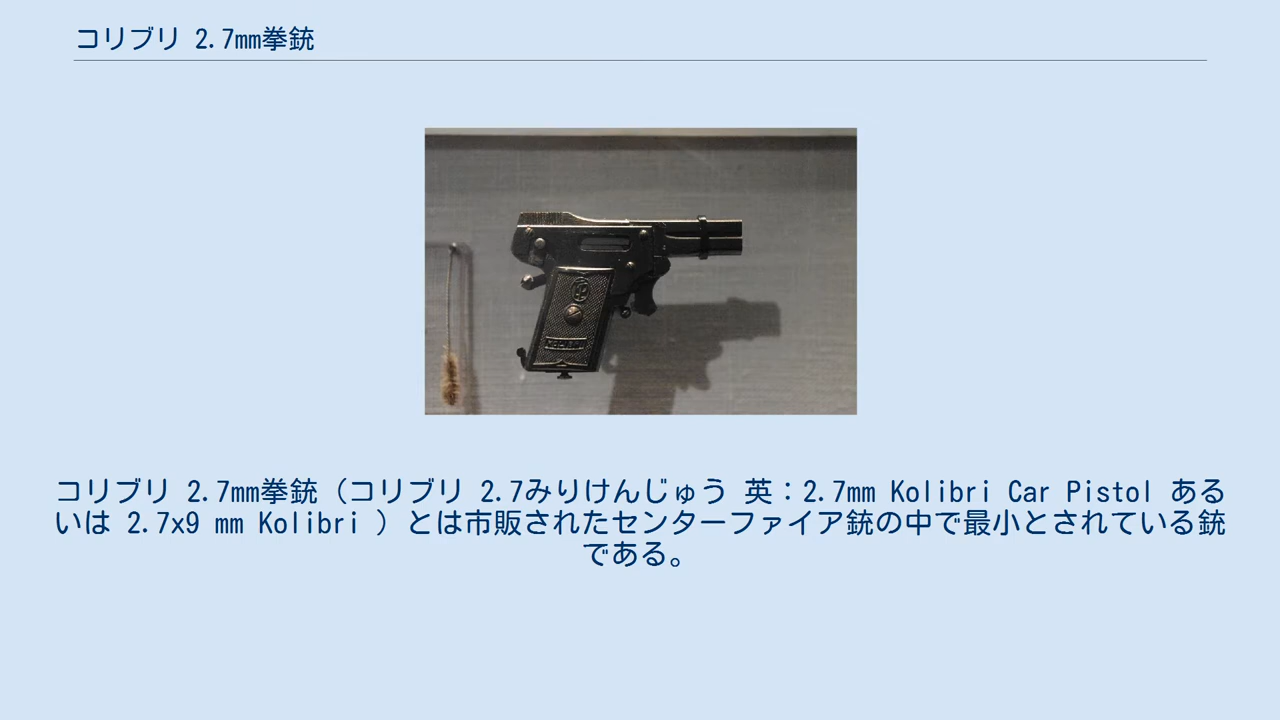 コリブリ 2.7mm拳銃
コリブリ 2.7mm拳銃（コリブリ 2.7みりけんじゅう 英：2.7mm Kolibri Car Pistol ある
いは 2.7x9 mm Kolibri ）とは市販されたセンターファイア銃の中で最小とされている銃
である。